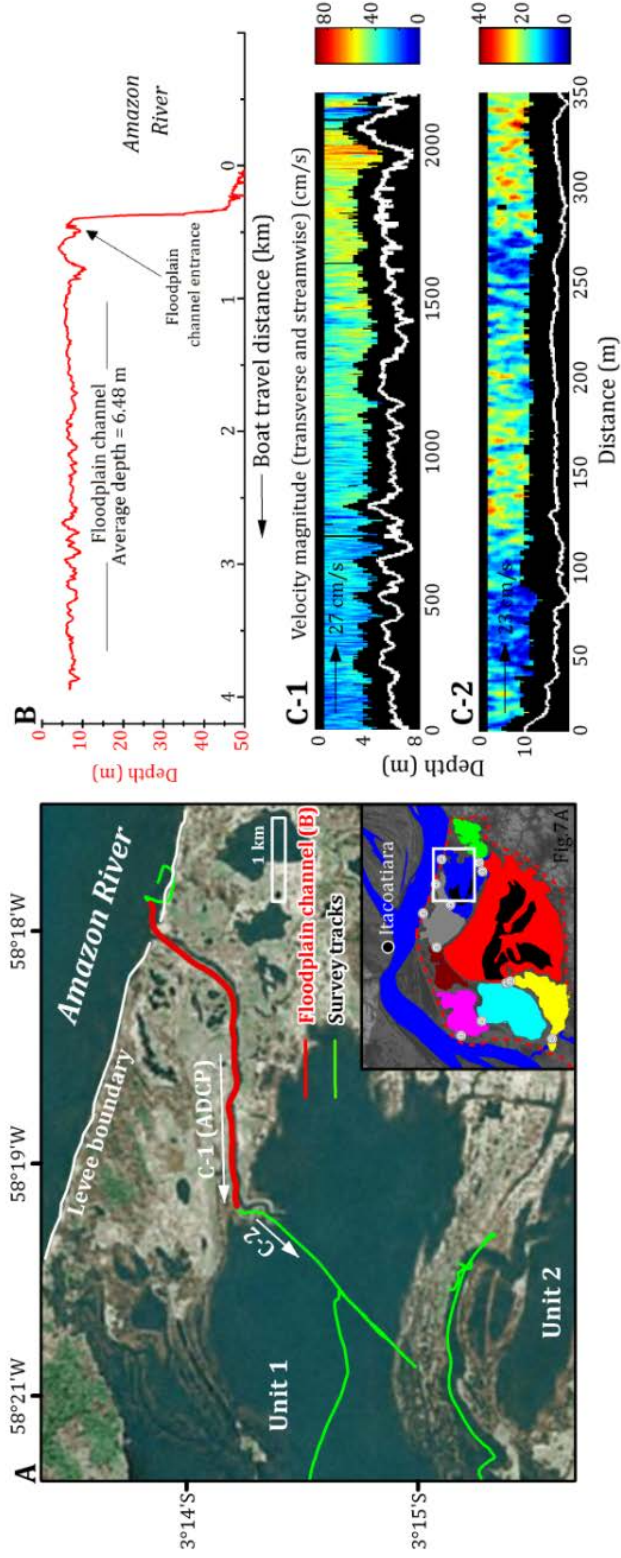 A
58°21'W
58°19'W
58°18'W
3°14'S
3°15'S
Amazon River
Levee boundary
C-1 (ADCP)
C-2
Unit 1
Unit 2
1 km
Floodplain channel (B)
Survey tracks
Itacoatiara
Fig.7A
B
Depth (m)
0
10
20
30
40
50
Floodplain channel
Average depth = 6.48 m
Floodplain
channel entrance
Amazon
River
4
3
2
1
0
Boat travel distance (km)
Velocity magnitude (transverse and streamwise) (cm/s)
C-1
27 cm/s
0
4
8
0
500
1000
1500
2000
80
40
0
Depth (m)
C-2
23 cm/s
0
10
0
50
100
130
150
200
250
300
350
40
20
0
Distance (m)